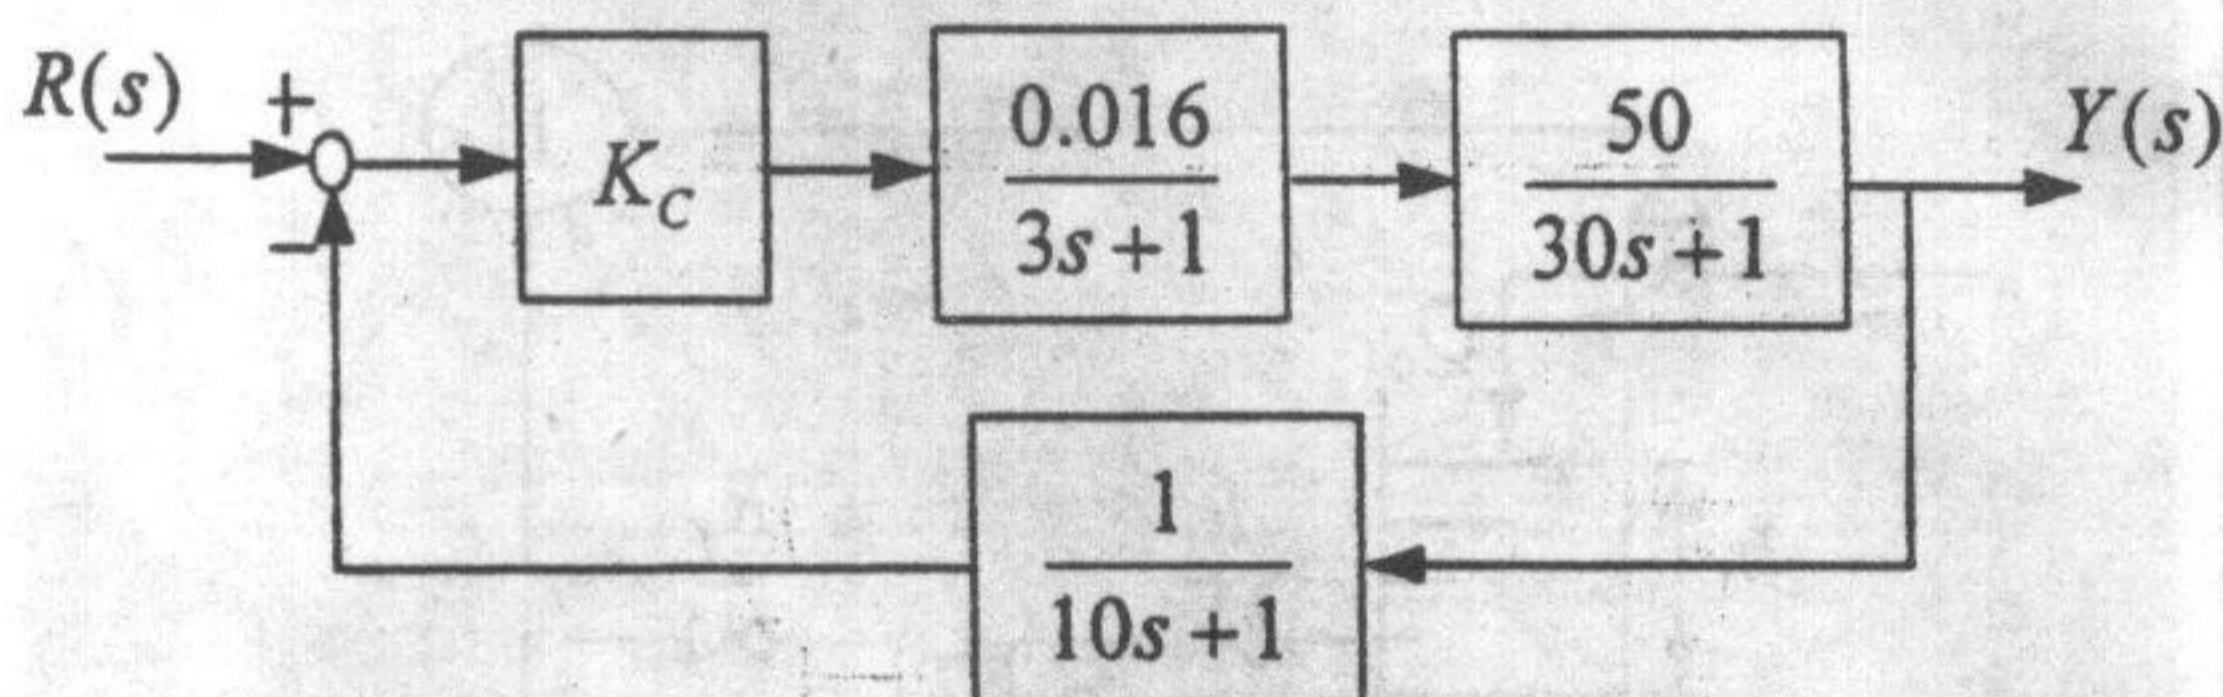 R(s)
+
−
K_C
0.016
3s + 1
50
30s + 1
Y(s)
1
10s + 1